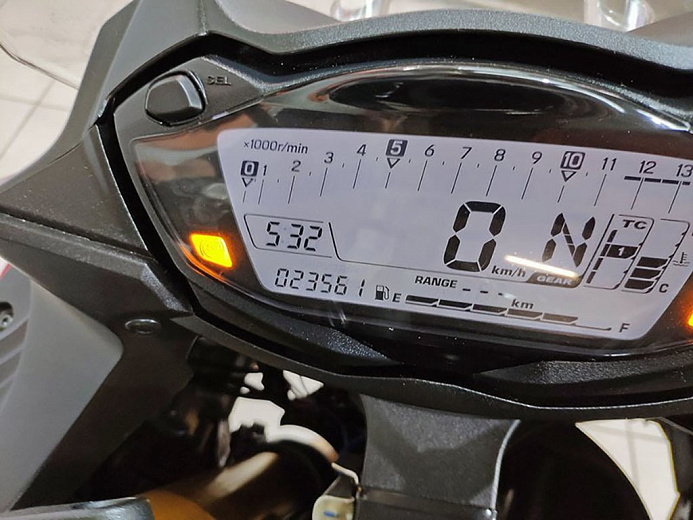 SEL
×1000r/min
0 1 2 3 4 5 6 7 8 9 10 11 12 13
5:32
0 km/h
N GEAR
TC
1
C
023561
RANGE --- km
E F